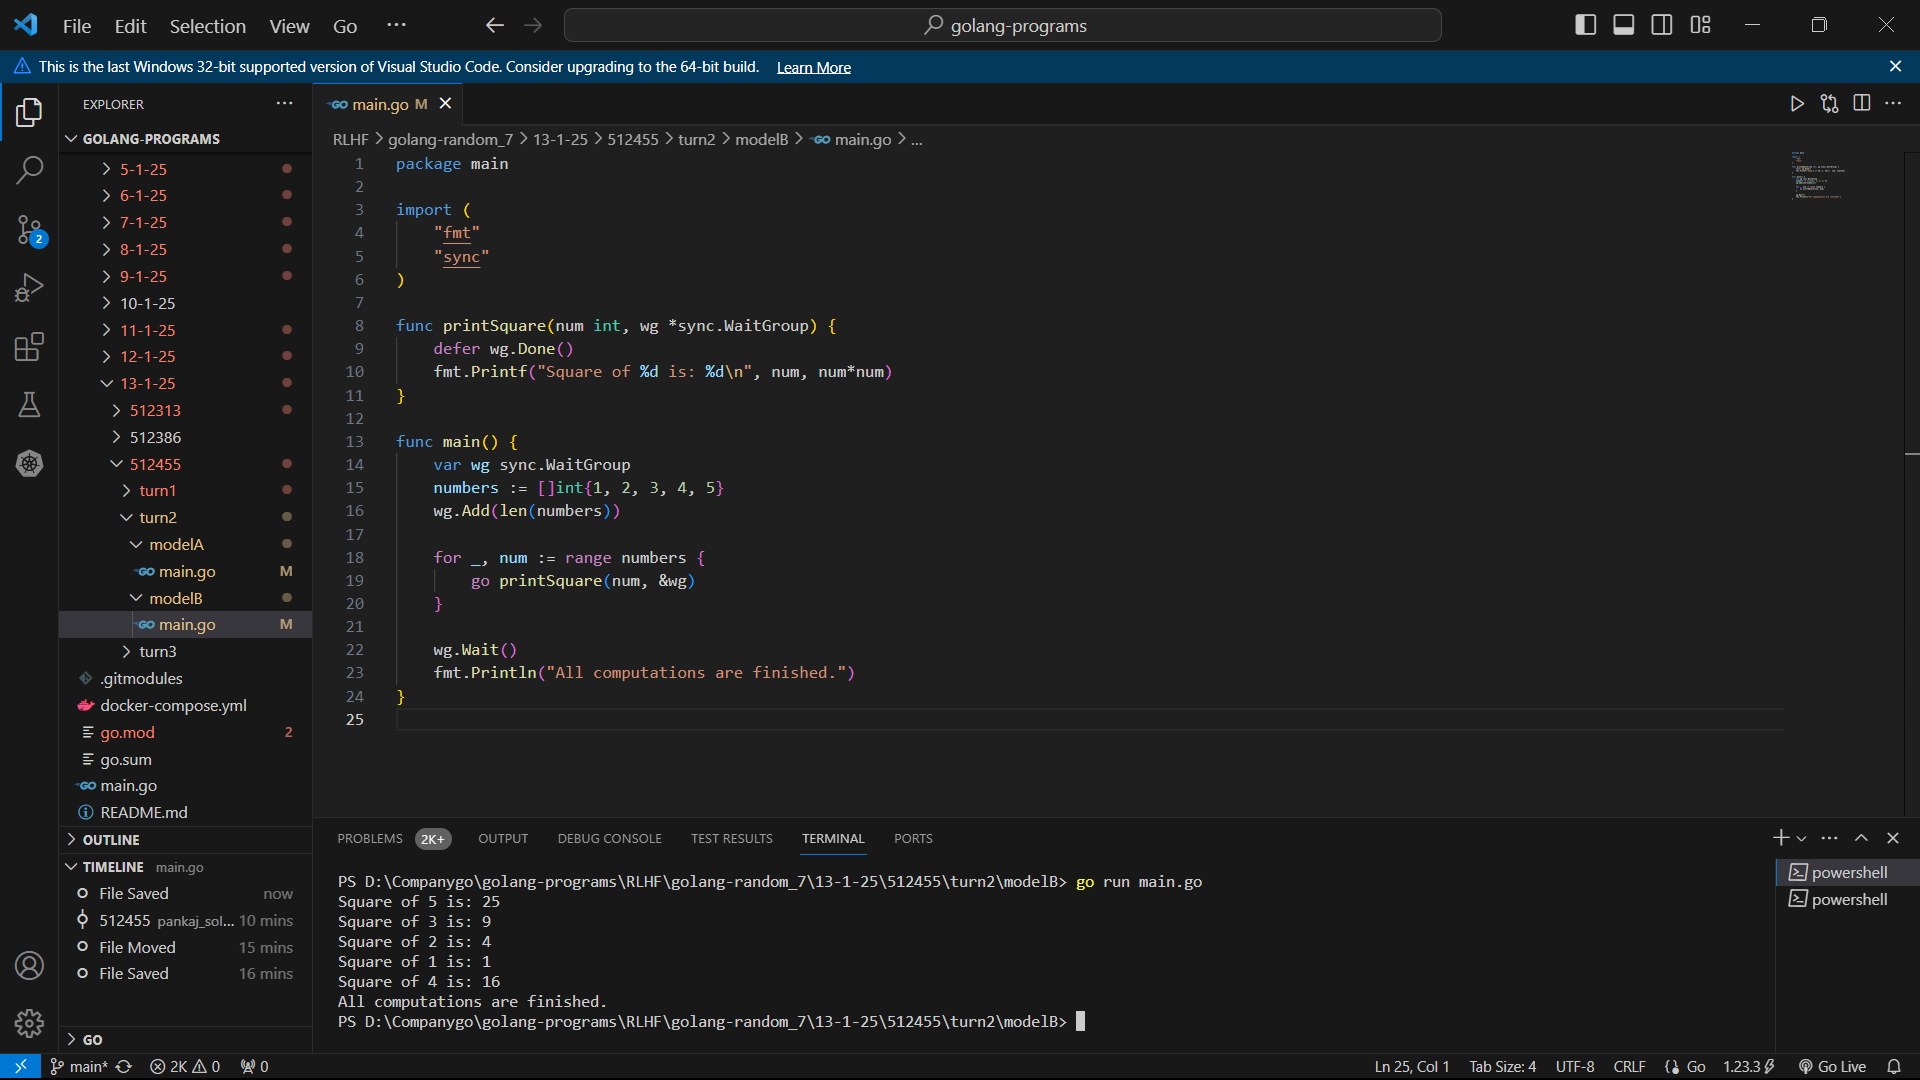 File Edit Selection View Go ··· golang-programs
This is the last Windows 32-bit supported version of Visual Studio Code. Consider upgrading to the 64-bit build. Learn More
EXPLORER
GOLANG-PROGRAMS
5-1-25
6-1-25
7-1-25
8-1-25
9-1-25
10-1-25
11-1-25
12-1-25
13-1-25
512313
512386
512455
turn1
turn2
modelA
GO main.go M
modelB
GO main.go M
turn3
.gitmodules
docker-compose.yml
go.mod 2
go.sum
GO main.go
README.md
OUTLINE
TIMELINE main.go
File Saved now
512455 pankaj_sol... 10 mins
File Moved 15 mins
File Saved 16 mins
GO
2
GO main.go M
RLHF > golang-random_7 > 13-1-25 > 512455 > turn2 > modelB > GO main.go > ...
1 package main
2
3 import (
4 "fmt"
5 "sync"
6 )
7
8 func printSquare(num int, wg *sync.WaitGroup) {
9 defer wg.Done()
10 fmt.Printf("Square of %d is: %d\n", num, num*num)
11 }
12
13 func main() {
14 var wg sync.WaitGroup
15 numbers := []int{1, 2, 3, 4, 5}
16 wg.Add(len(numbers))
17
18 for _, num := range numbers {
19 go printSquare(num, &wg)
20 }
21
22 wg.Wait()
23 fmt.Println("All computations are finished.")
24 }
25
PROBLEMS 2K+ OUTPUT DEBUG CONSOLE TEST RESULTS TERMINAL PORTS
PS D:\Companygo\golang-programs\RLHF\golang-random_7\13-1-25\512455\turn2\modelB> go run main.go
Square of 5 is: 25
Square of 3 is: 9
Square of 2 is: 4
Square of 1 is: 1
Square of 4 is: 16
All computations are finished.
PS D:\Companygo\golang-programs\RLHF\golang-random_7\13-1-25\512455\turn2\modelB>
powershell
powershell
main* 2K 0 0 Ln 25, Col 1 Tab Size: 4 UTF-8 CRLF Go 1.23.3 Go Live